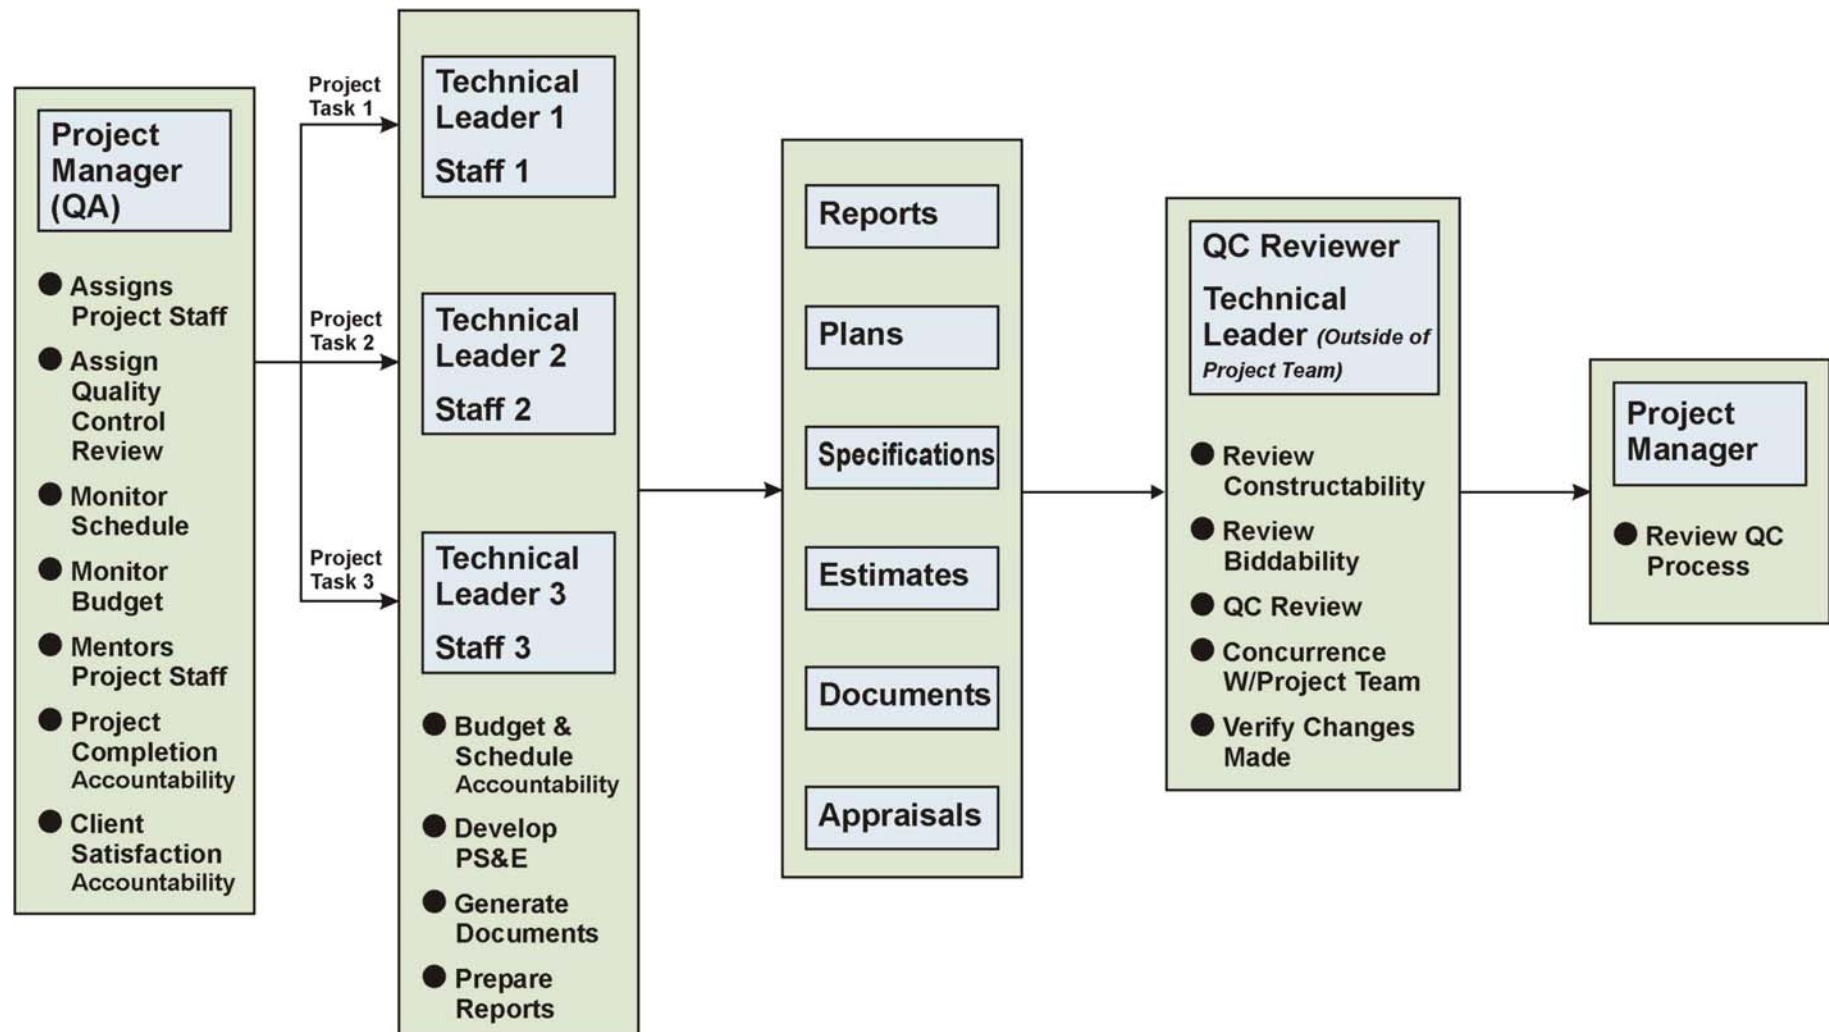 Project
Manager
(QA)
● Assigns
Project Staff
● Assign
Quality
Control
Review
● Monitor
Schedule
● Monitor
Budget
● Mentors
Project Staff
● Project
Completion
Accountability
● Client
Satisfaction
Accountability
Project
Task 1
Project
Task 2
Project
Task 3
Technical
Leader 1
Staff 1
Technical
Leader 2
Staff 2
Technical
Leader 3
Staff 3
● Budget &
Schedule
Accountability
● Develop
PS&E
● Generate
Documents
● Prepare
Reports
Reports
Plans
Specifications
Estimates
Documents
Appraisals
QC Reviewer
Technical
Leader (Outside of
Project Team)
● Review
Constructability
● Review
Biddability
● QC Review
● Concurrence
W/Project Team
● Verify Changes
Made
Project
Manager
● Review QC
Process